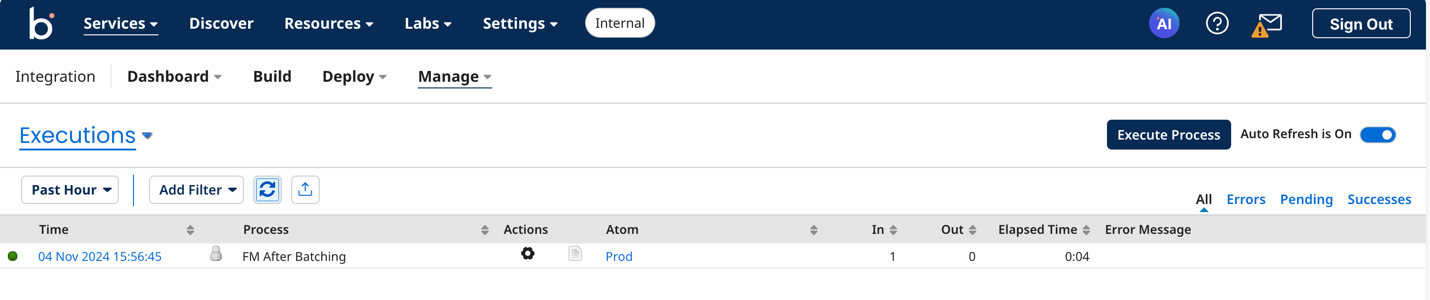 b Services Discover Resources Labs Settings Internal AI ? Sign Out
Integration Dashboard Build Deploy Manage
Executions Execute Process Auto Refresh is On
Past Hour Add Filter
All Errors Pending Successes
Time Process Actions Atom In Out Elapsed Time Error Message
04 Nov 2024 15:56:45 FM After Batching Prod 1 0 0:04